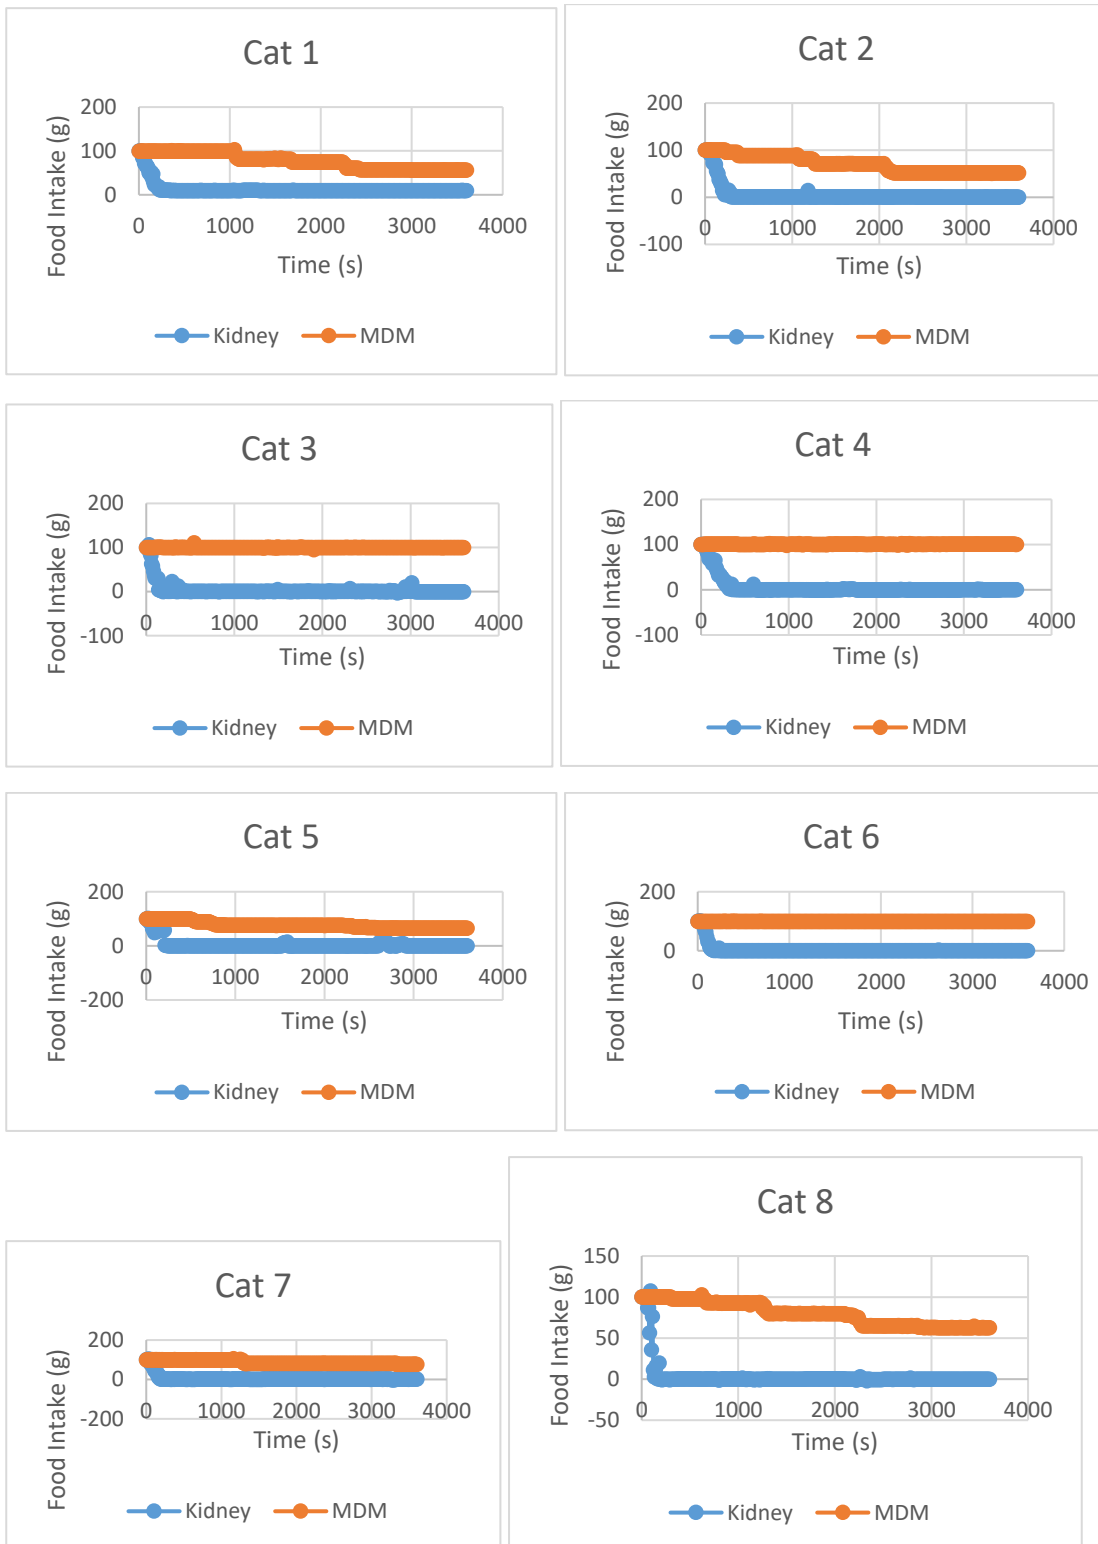 Cat 1
Food Intake (g)
200
100
0
0 1000 2000 3000 4000
Time (s)
Kidney MDM
Cat 2
Food Intake (g)
200
100
0
-100
0 1000 2000 3000 4000
Time (s)
Kidney MDM
Cat 3
Food Intake (g)
200
100
0
-100
0 1000 2000 3000 4000
Time (s)
Kidney MDM
Cat 4
Food Intake (g)
200
100
0
-100
0 1000 2000 3000 4000
Time (s)
Kidney MDM
Cat 5
Food Intake (g)
200
0
-200
0 1000 2000 3000 4000
Time (s)
Kidney MDM
Cat 6
Food Intake (g)
200
0
0 1000 2000 3000 4000
Time (s)
Kidney MDM
Cat 7
Food Intake (g)
200
0
-200
0 1000 2000 3000 4000
Time (s)
Kidney MDM
Cat 8
Food Intake (g)
150
100
50
0
-50
0 1000 2000 3000 4000
Time (s)
Kidney MDM